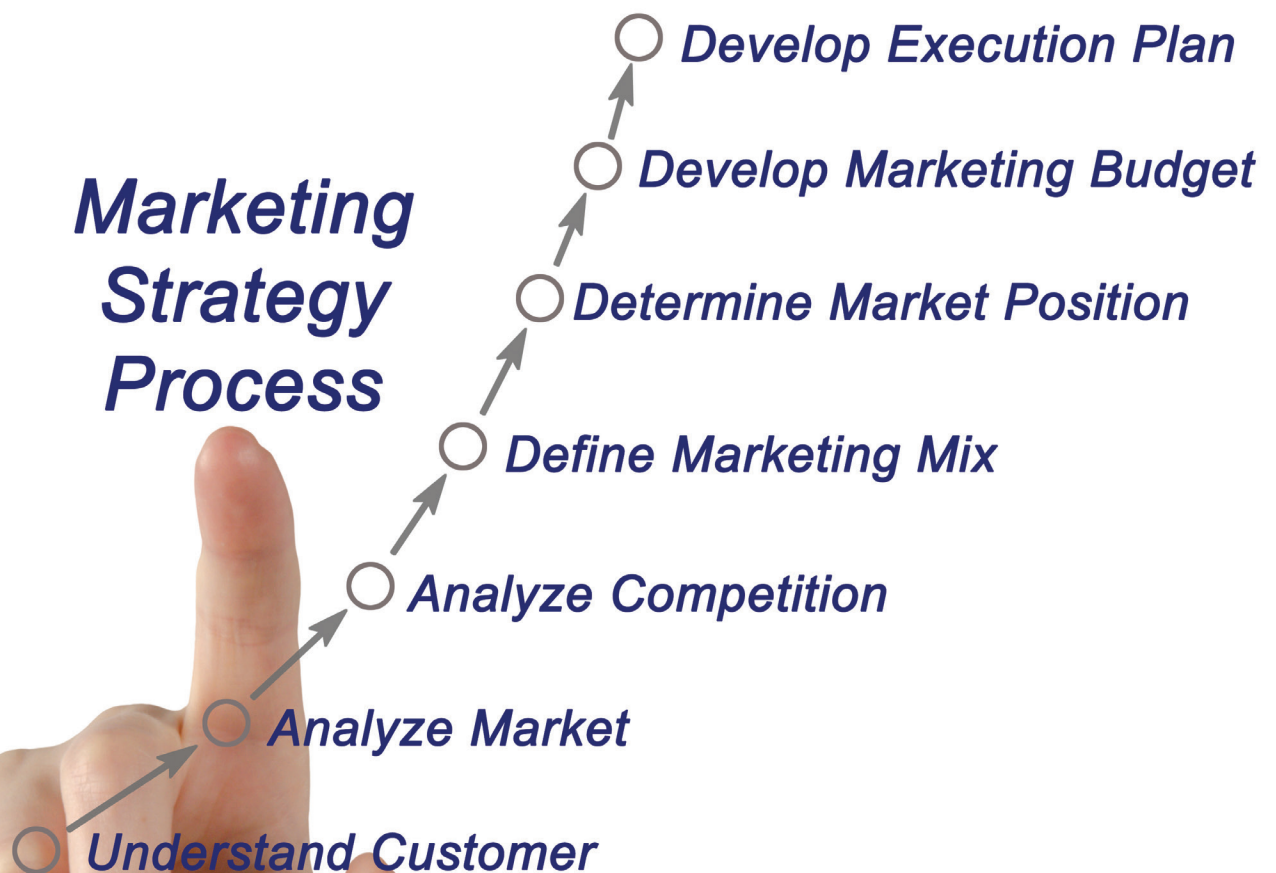 Marketing
Strategy
Process
Develop Execution Plan
Develop Marketing Budget
Determine Market Position
Define Marketing Mix
Analyze Competition
Analyze Market
Understand Customer